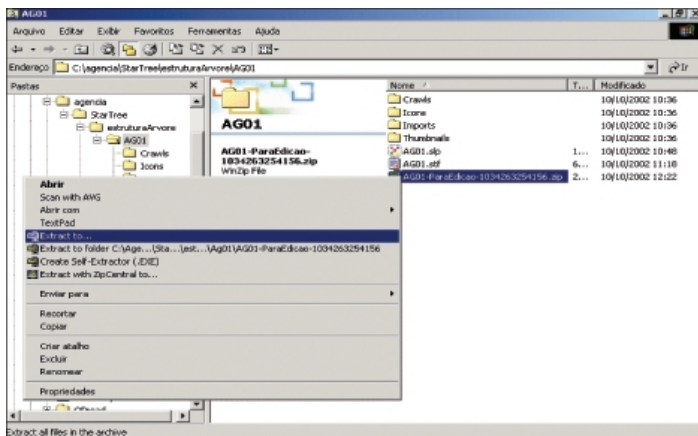 AG01
Arquivo Editar Exibir Favoritos Ferramentas Ajuda
Endereço C:\agencia\StarTree\estruturaArvore\AG01 Ir
Pastas
agencia
StarTree
estruturaArvore
AG01
Crawls
Icons
AG01
AG01-ParaEdicao-
1034263254156.zip
WinZip File
Nome T... Modificado
Crawls 10/10/2002 10:36
Icons 10/10/2002 10:36
Imports 10/10/2002 10:36
Thumbnails 10/10/2002 10:36
AG01.slp 1... 10/10/2002 10:48
AG01.stf 6... 10/10/2002 11:18
AG01-ParaEdicao-1034263254156.zip 2... 10/10/2002 12:22
Abrir
Scan with AVG
Abrir com
TextPad
Extract to...
Extract to folder C:\Age...\Sta...\est...\Ag01\AG01-ParaEdicao-1034263254156
Create Self-Extractor (.EXE)
Extract with ZipCentral to...
Enviar para
Recortar
Copiar
Criar atalho
Excluir
Renomear
Propriedades
Extract all files in the archive